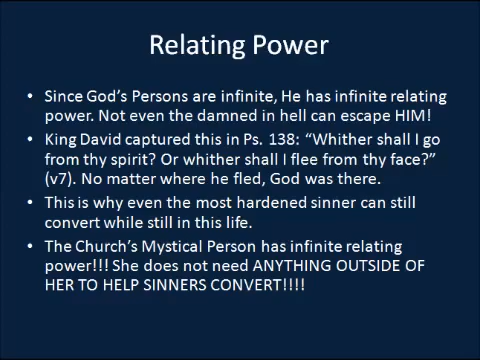 Relating Power
• Since God's Persons are infinite, He has infinite relating
power. Not even the damned in hell can escape HIM!
• King David captured this in Ps. 138: "Whither shall I go
from thy spirit? Or whither shall I flee from thy face?"
(v7). No matter where he fled, God was there.
• This is why even the most hardened sinner can still
convert while still in this life.
• The Church's Mystical Person has infinite relating
power!!! She does not need ANYTHING OUTSIDE OF
HER TO HELP SINNERS CONVERT!!!!